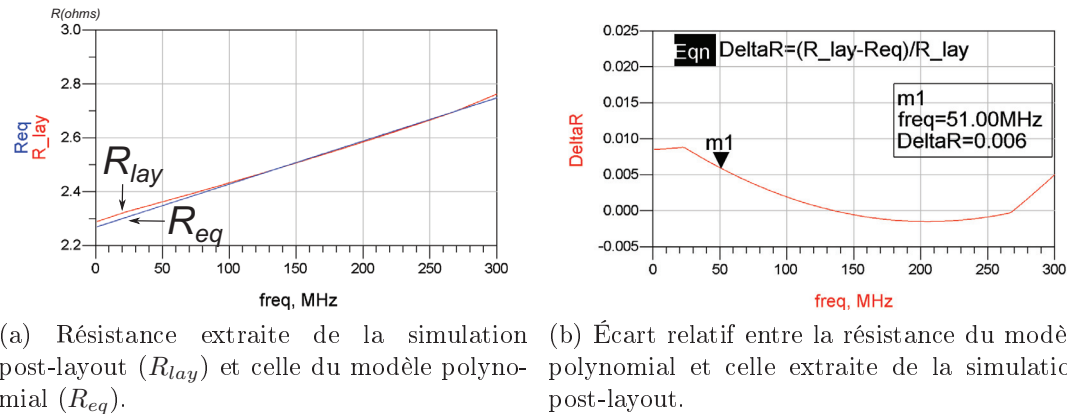 R(ohms)
3.0
2.8
2.6
2.4
2.2
Req
R_lay
R_lay
R_eq
0 50 100 150 200 250 300
freq, MHz
(a) Résistance extraite de la simulation
post-layout (R_lay) et celle du modèle polyno-
mial (R_eq).
0.025
0.020
0.015
0.010
0.005
0.000
-0.005
DeltaR
Eqn DeltaR=(R_lay-Req)/R_lay
m1
freq=51.00MHz
DeltaR=0.006
m1
0 50 100 150 200 250 300
freq, MHz
(b) Écart relatif entre la résistance du modè
polynomial et celle extraite de la simulatio
post-layout.